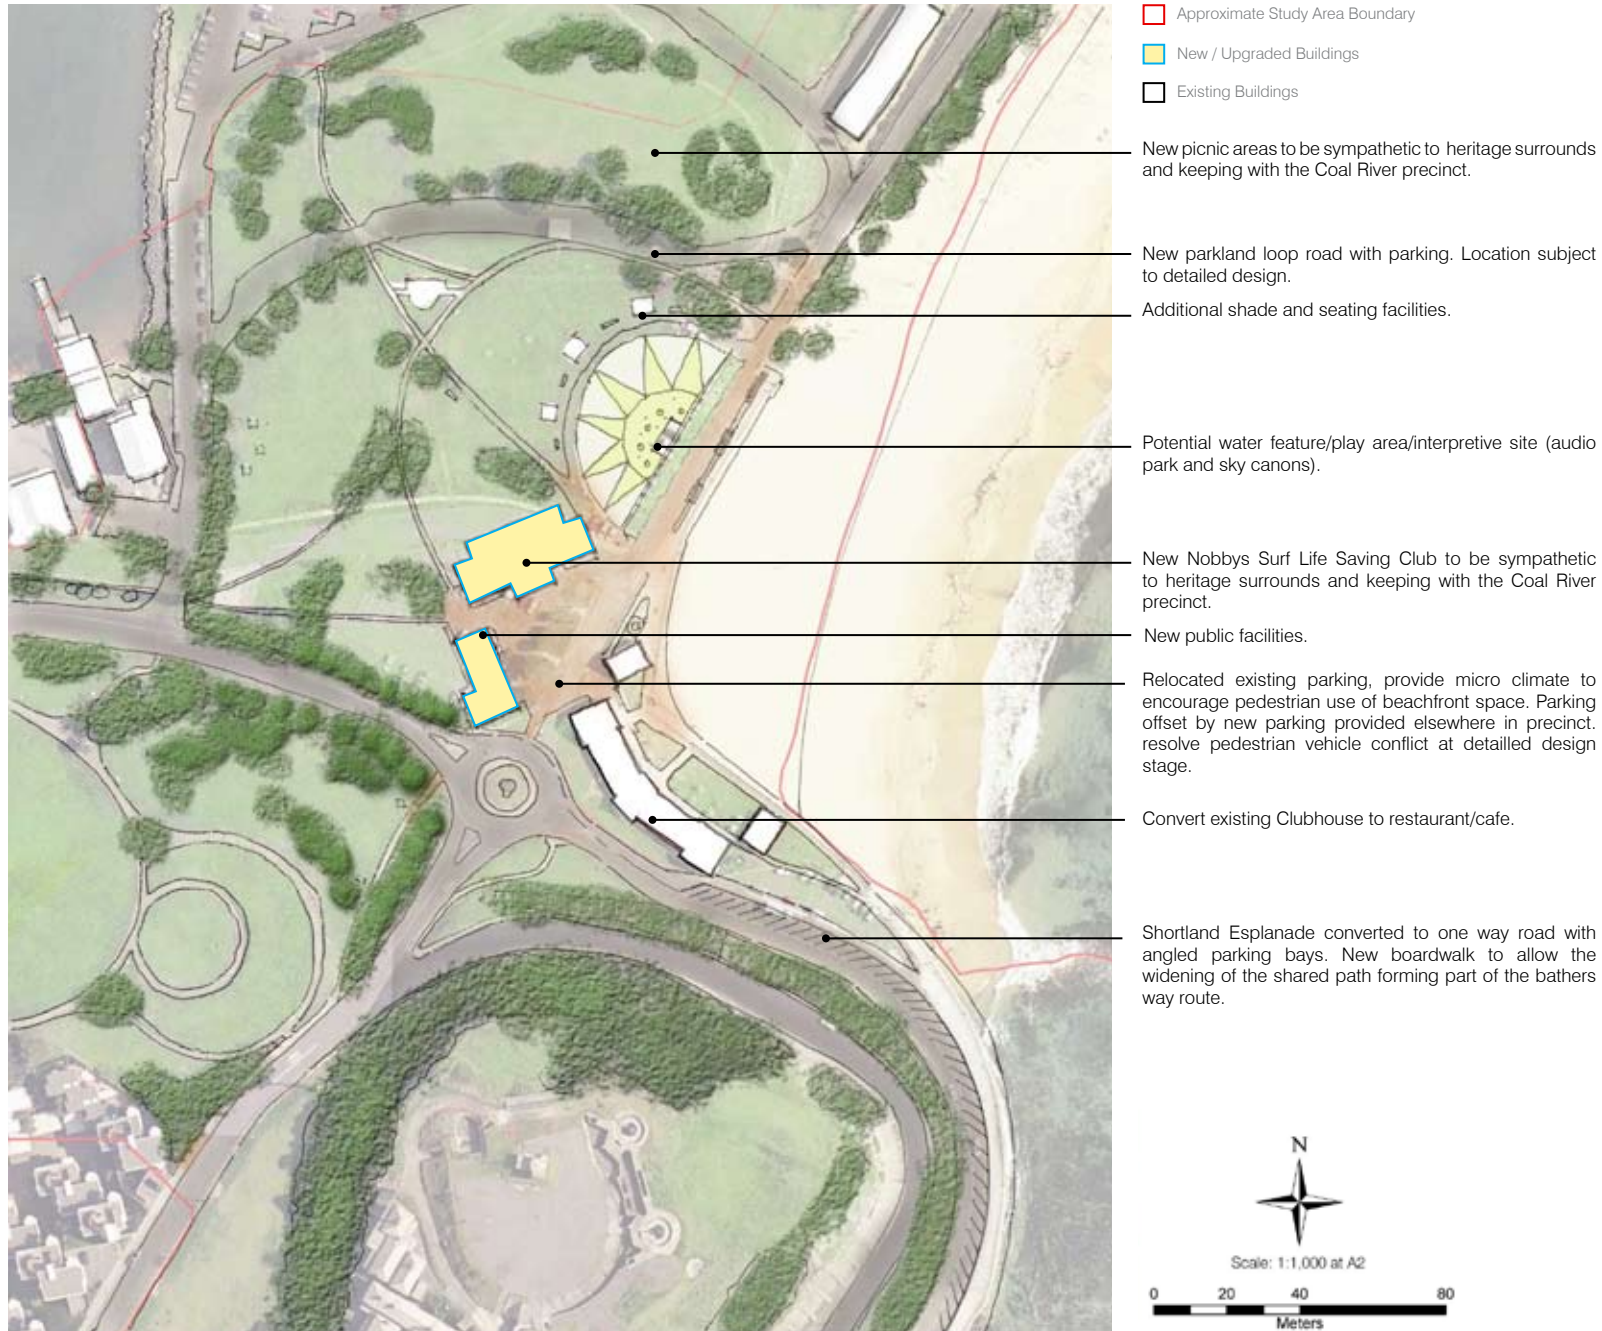 Approximate Study Area Boundary
New / Upgraded Buildings
Existing Buildings
New picnic areas to be sympathetic to heritage surrounds
and keeping with the Coal River precinct.
New parkland loop road with parking. Location subject
to detailed design.
Additional shade and seating facilities.
Potential water feature/play area/interpretive site (audio
park and sky canons).
New Nobbys Surf Life Saving Club to be sympathetic
to heritage surrounds and keeping with the Coal River
precinct.
New public facilities.
Relocated existing parking, provide micro climate to
encourage pedestrian use of beachfront space. Parking
offset by new parking provided elsewhere in precinct.
resolve pedestrian vehicle conflict at detailled design
stage.
Convert existing Clubhouse to restaurant/cafe.
Shortland Esplanade converted to one way road with
angled parking bays. New boardwalk to allow the
widening of the shared path forming part of the bathers
way route.
N
Scale: 1:1,000 at A2
0 20 40 80
Meters